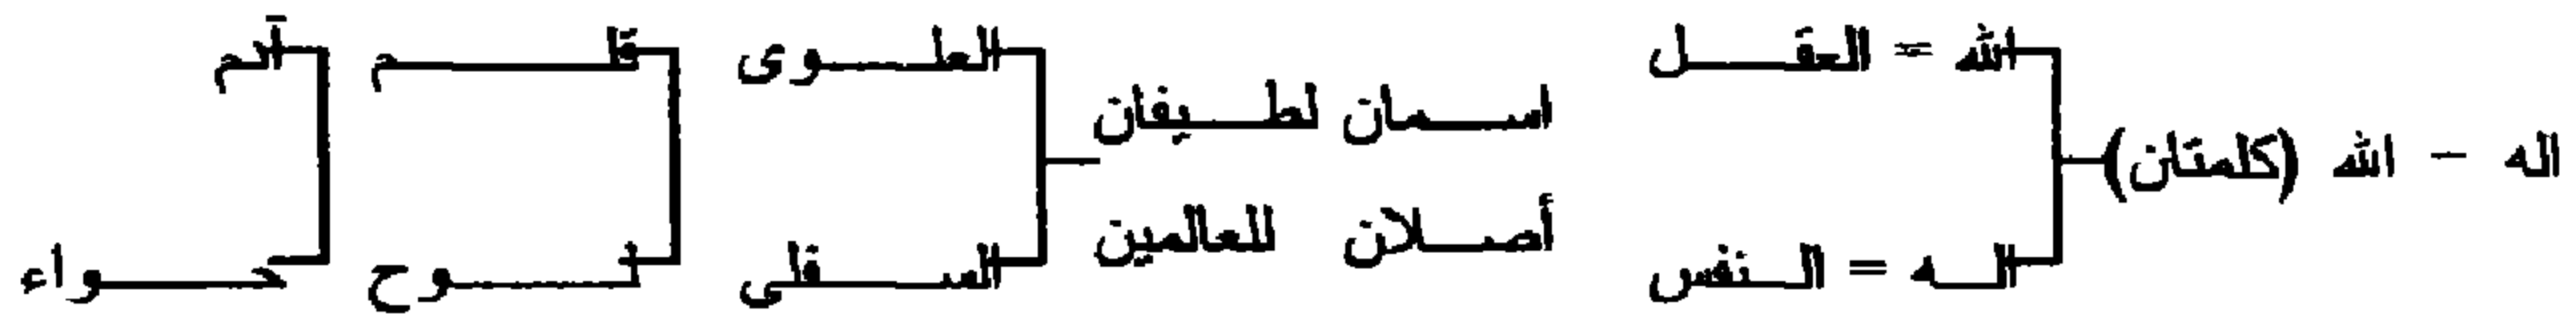 الله = العقل اسمان لطيفان العلوى قلم آدم
اله - الله (كلمتان)
اله = النفس أصلان للعالمين السفلى لوح حواء